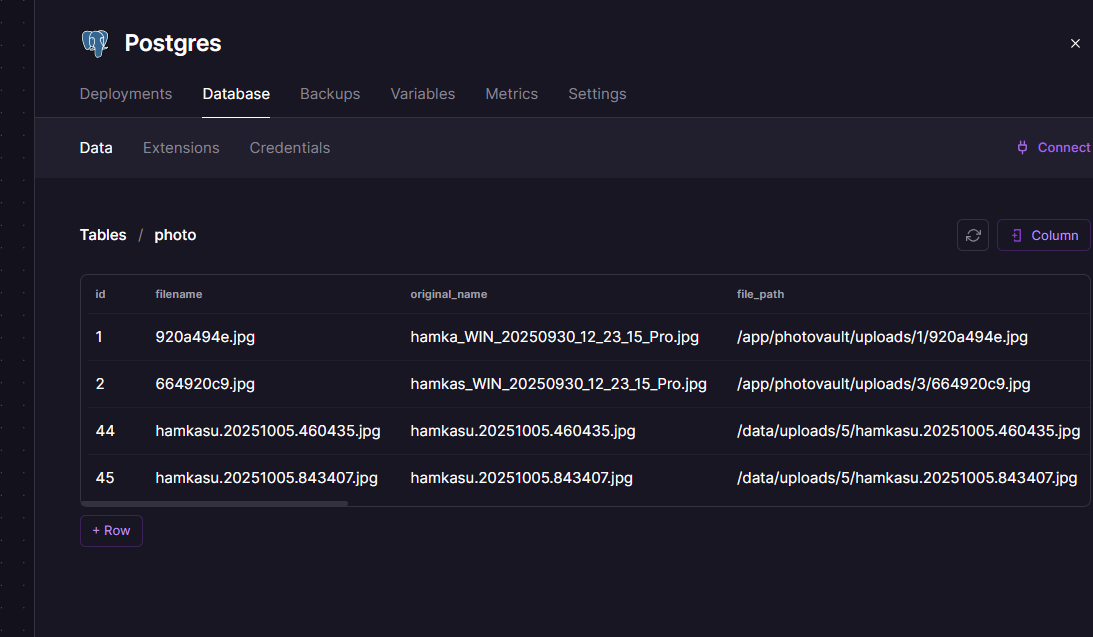 Postgres
Deployments Database Backups Variables Metrics Settings
Data Extensions Credentials Connect
Tables / photo Column
id filename original_name file_path
1 920a494e.jpg hamka_WIN_20250930_12_23_15_Pro.jpg /app/photovault/uploads/1/920a494e.jpg
2 664920c9.jpg hamkas_WIN_20250930_12_23_15_Pro.jpg /app/photovault/uploads/3/664920c9.jpg
44 hamkasu.20251005.460435.jpg hamkasu.20251005.460435.jpg /data/uploads/5/hamkasu.20251005.460435.jpg
45 hamkasu.20251005.843407.jpg hamkasu.20251005.843407.jpg /data/uploads/5/hamkasu.20251005.843407.jpg
+ Row